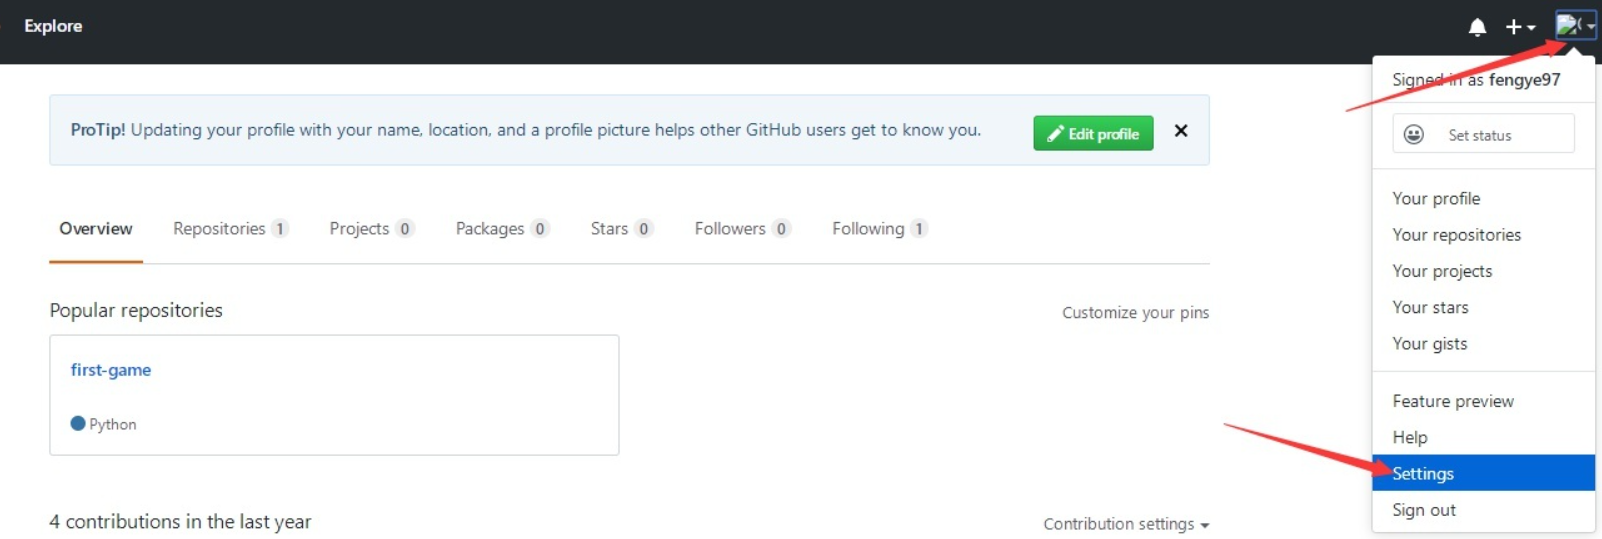 Explore
Signed in as fengye97
ProTip! Updating your profile with your name, location, and a profile picture helps other GitHub users get to know you.
Edit profile
Set status
Overview
Repositories 1
Projects 0
Packages 0
Stars 0
Followers 0
Following 1
Your profile
Your repositories
Your projects
Your stars
Your gists
Popular repositories
Customize your pins
first-game
Python
Feature preview
Help
Settings
Sign out
4 contributions in the last year
Contribution settings